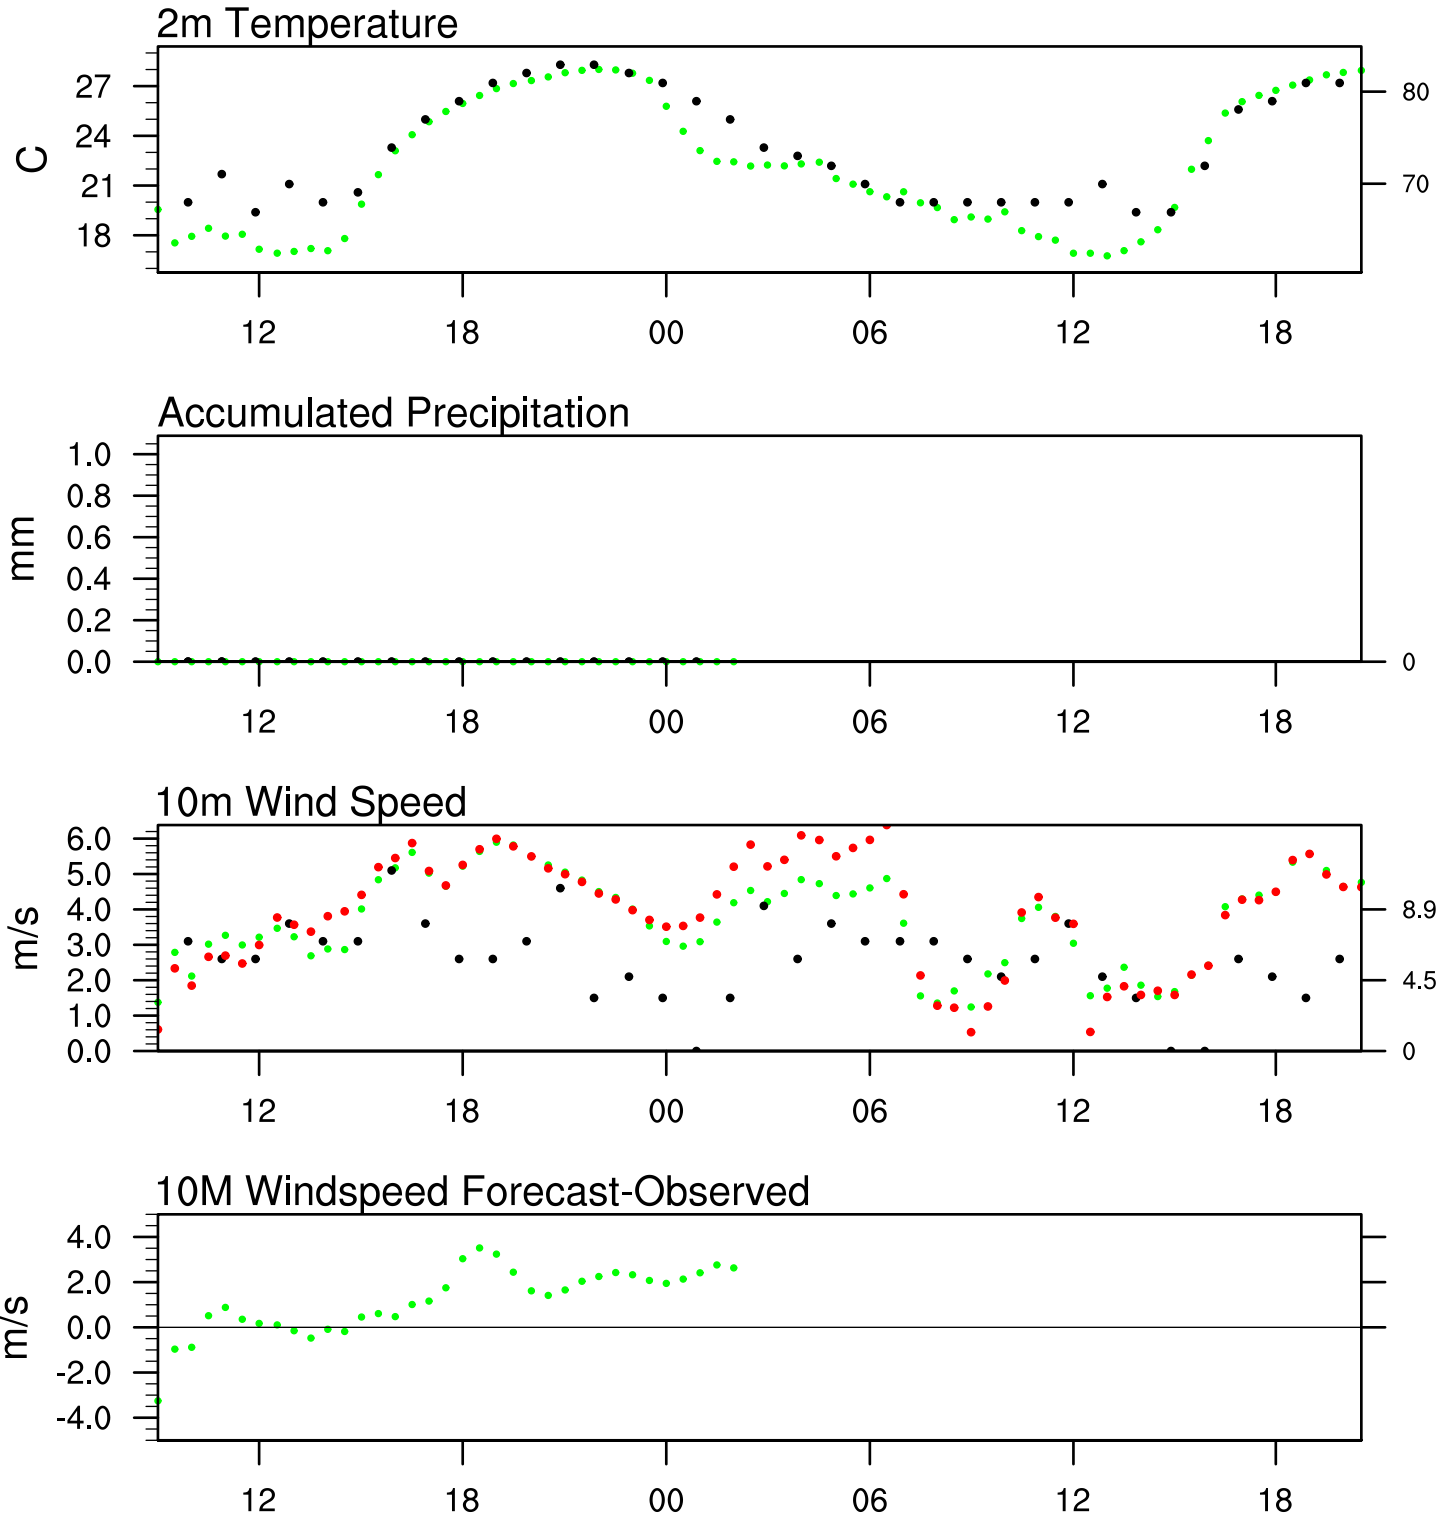 2m Temperature
27
24
21
18
C
80
70
12 18 00 06 12 18
Accumulated Precipitation
1.0
0.8
0.6
0.4
0.2
0.0
mm
0
12 18 00 06 12 18
10m Wind Speed
6.0
5.0
4.0
3.0
2.0
1.0
0.0
m/s
8.9
4.5
0
12 18 00 06 12 18
10M Windspeed Forecast-Observed
4.0
2.0
0.0
-2.0
-4.0
m/s
12 18 00 06 12 18